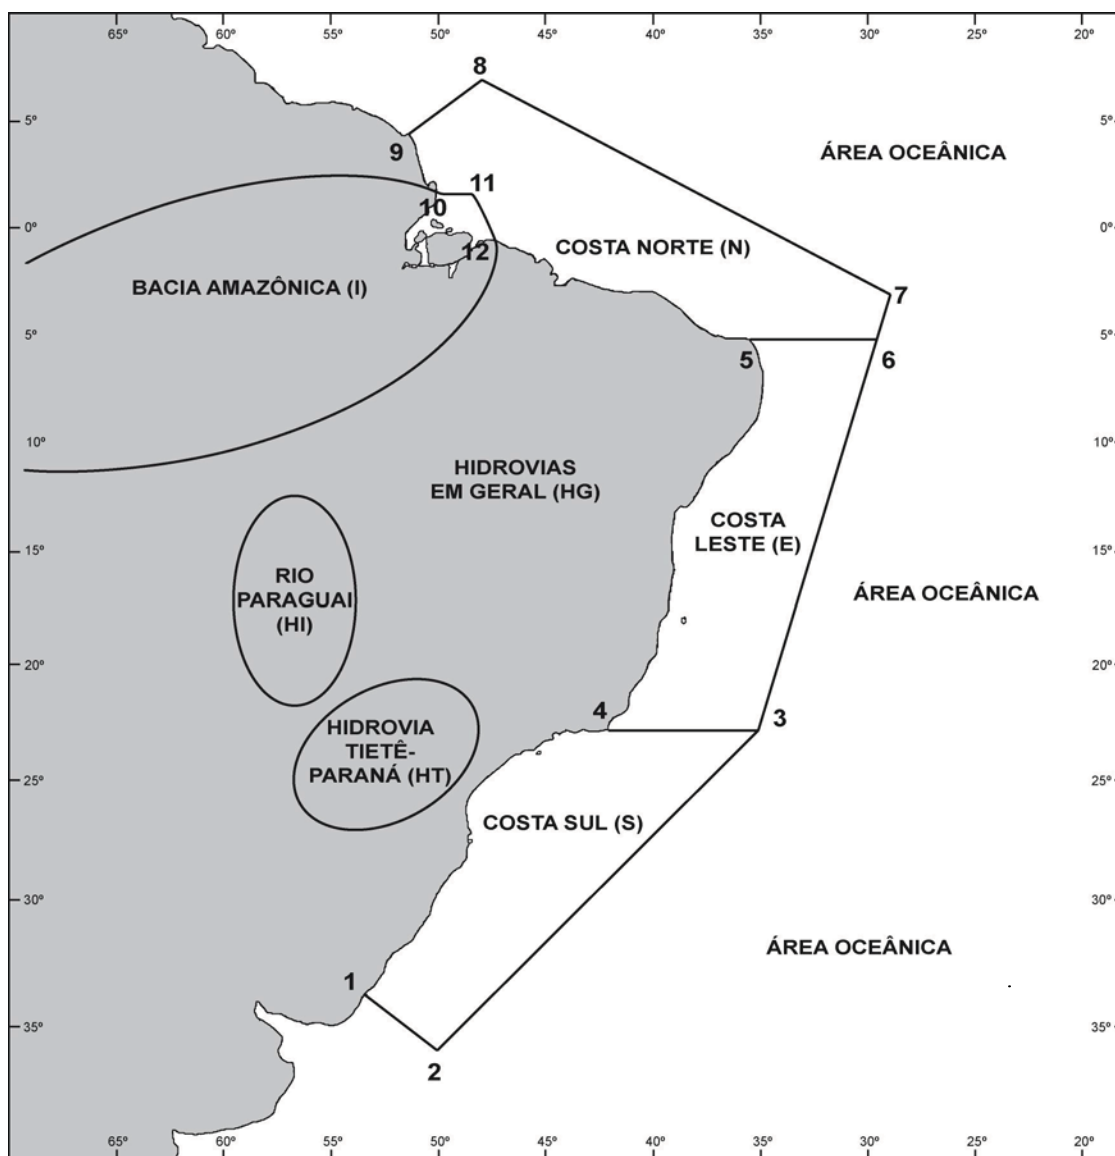 65º 60º 55º 50º 45º 40º 35º 30º 25º 20º
8
5º 5º
9
ÁREA OCEÂNICA
11
10
0º 0º
12
COSTA NORTE (N)
BACIA AMAZÔNICA (I)
7
5º 5º
5 6
10º 10º
HIDROVIAS
EM GERAL (HG)
COSTA
LESTE (E)
15º 15º
RIO
PARAGUAI
(HI)
ÁREA OCEÂNICA
20º 20º
4 3
HIDROVIA
TIETÊ-
PARANÁ (HT)
25º 25º
COSTA SUL (S)
30º 30º
ÁREA OCEÂNICA
1
35º 35º
2
65º 60º 55º 50º 45º 40º 35º 30º 25º 20º